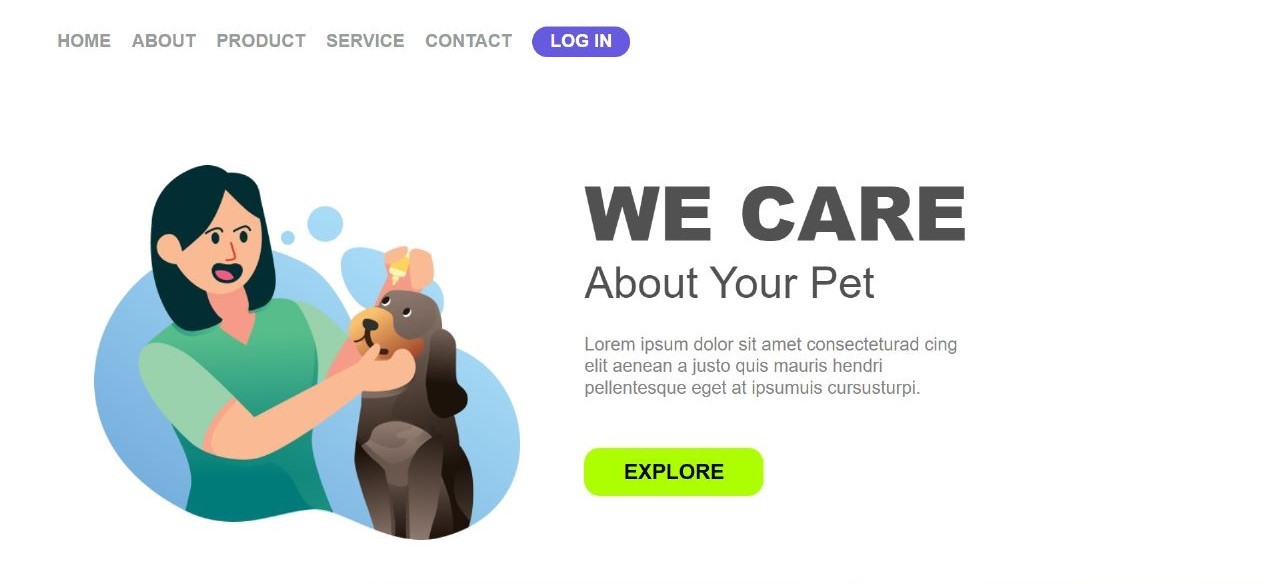 HOME ABOUT PRODUCT SERVICE CONTACT LOG IN
WE CARE
About Your Pet
Lorem ipsum dolor sit amet consecteturad cing
elit aenean a justo quis mauris hendri
pellentesque eget at ipsumuis cursusturpi.
EXPLORE